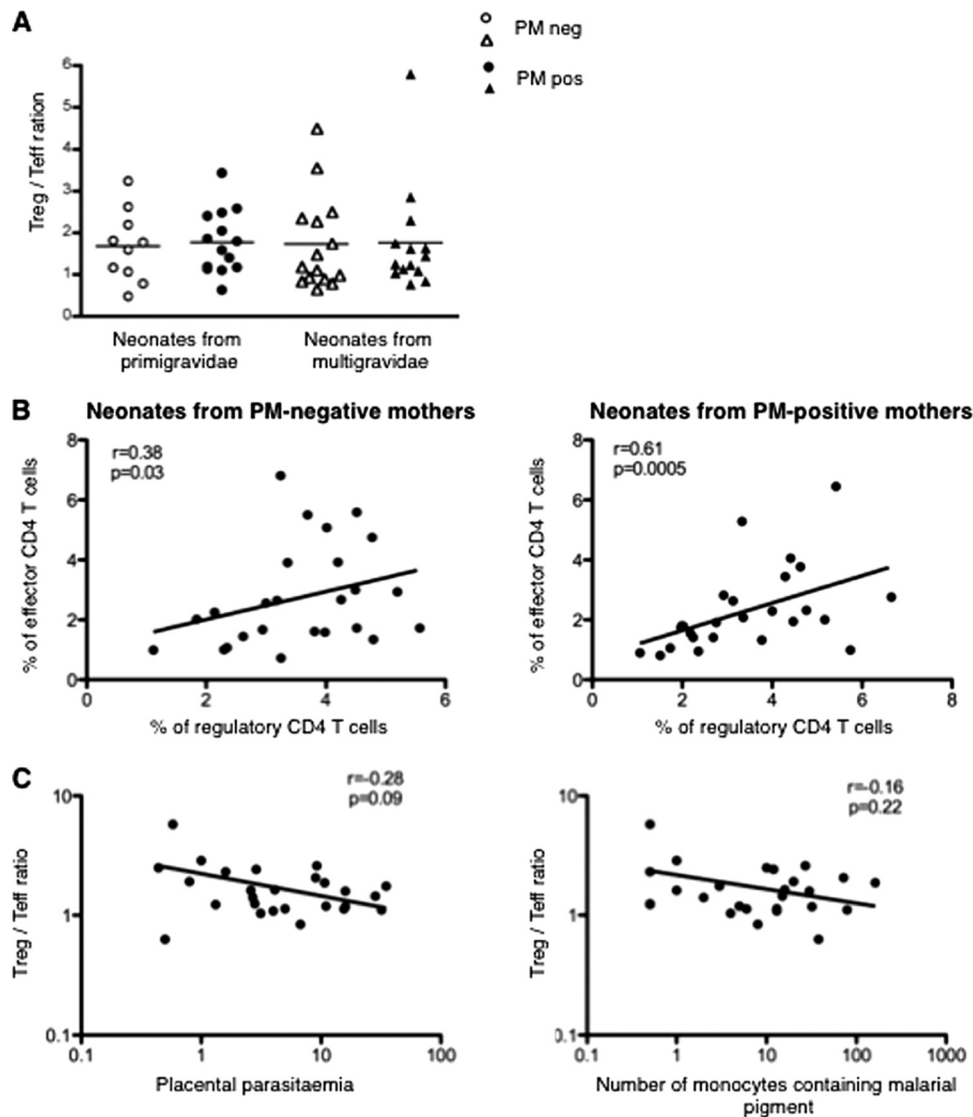 A
PM neg
PM pos
Treg / Teff ration
6
5
4
3
2
1
0
Neonates from
primigravidae
Neonates from
multigravidae
B
Neonates from PM-negative mothers
r=0.38
p=0.03
% of effector CD4 T cells
8
6
4
2
0
0 2 4 6
% of regulatory CD4 T cells
Neonates from PM-positive mothers
r=0.61
p=0.0005
% of effector CD4 T cells
8
6
4
2
0
0 2 4 6 8
% of regulatory CD4 T cells
C
r=-0.28
p=0.09
Treg / Teff ratio
10
1
0.1
0.1 1 10 100
Placental parasitaemia
r=-0.16
p=0.22
Treg / Teff ratio
10
1
0.1
0.1 1 10 100 1000
Number of monocytes containing malarial
pigment